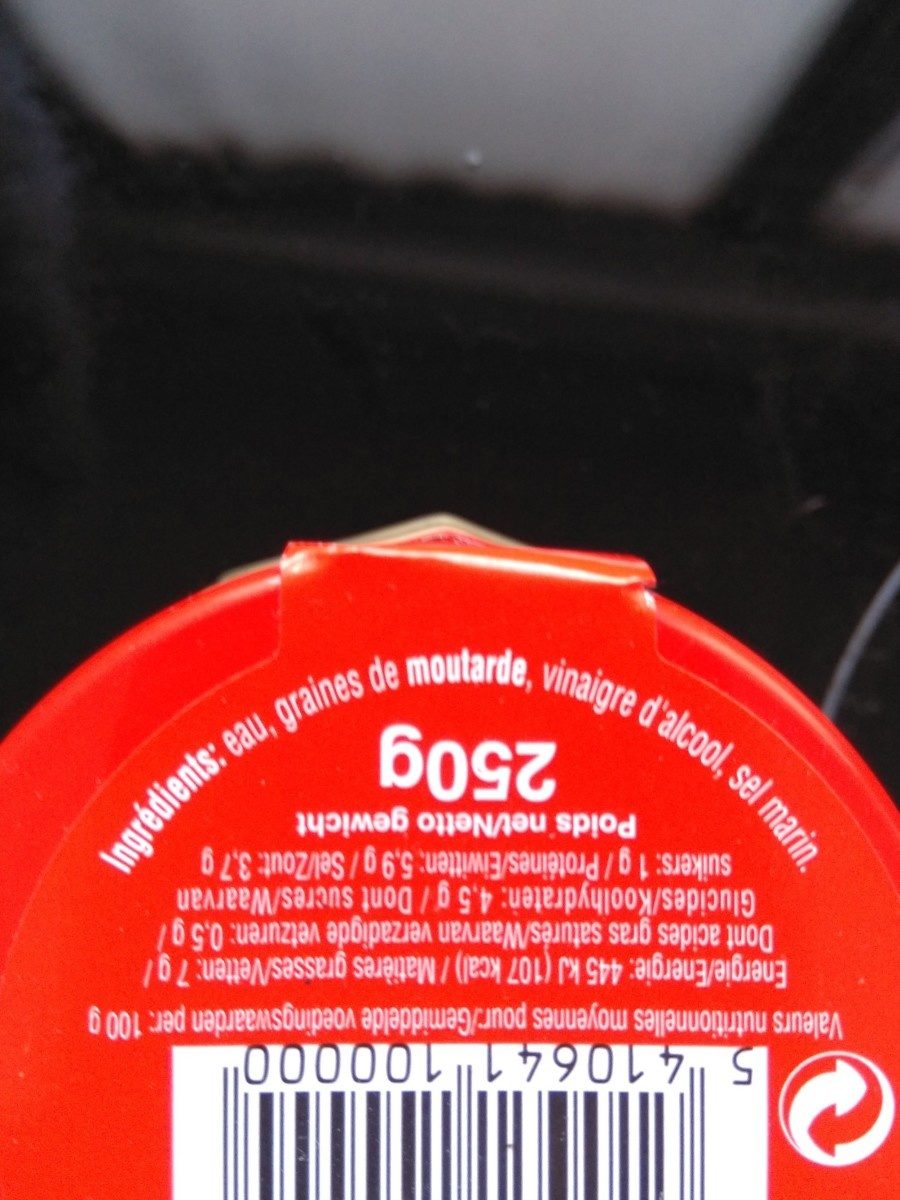 Ingrédients: eau, graines de moutarde, vinaigre d'alcool, sel marin.
Valeurs nutritionnelles moyennes pour/Gemiddelde voedingswaarden per: 100 g
Energie/Energie: 445 kJ (107 kcal) / Matières grasses/Vetten: 7 g /
Dont acides gras saturés/Waarvan verzadigde vetzuren: 0,5 g /
Glucides/Koolhydraten: 4,5 g / Dont sucres/Waarvan
suikers: 1 g / Protéines/Eiwitten: 5,9 g / Sel/Zout: 3,7 g
Poids net/Netto gewicht
250g
5 410641 100000